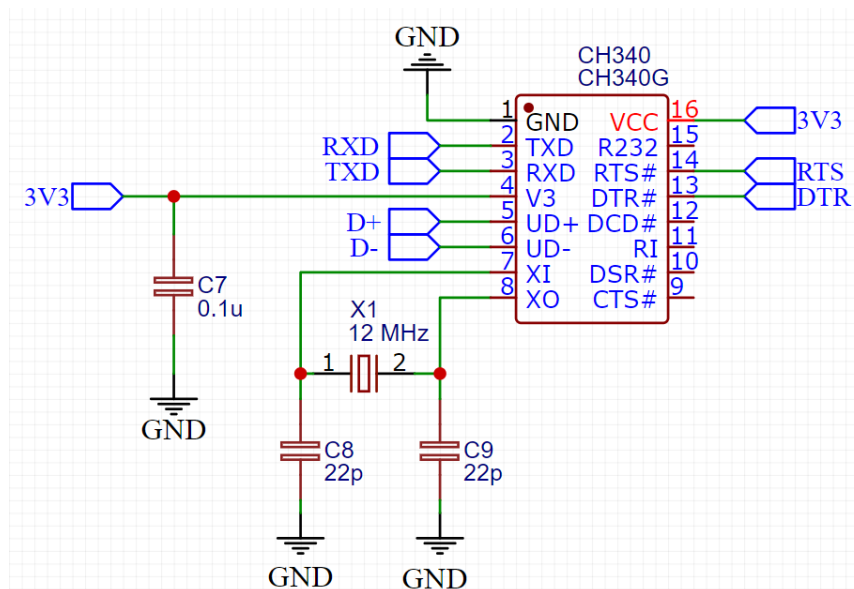 GND
CH340
CH340G
1 GND VCC 16 3V3
RXD 2 TXD R232 15
TXD 3 RXD RTS# 14 RTS
3V3 4 V3 DTR# 13 DTR
D+ 5 UD+ DCD# 12
D- 6 UD- RI 11
7 XI DSR# 10
8 XO CTS# 9
C7
0.1u
X1
12 MHz
1 2
GND
C8
22p
C9
22p
GND
GND